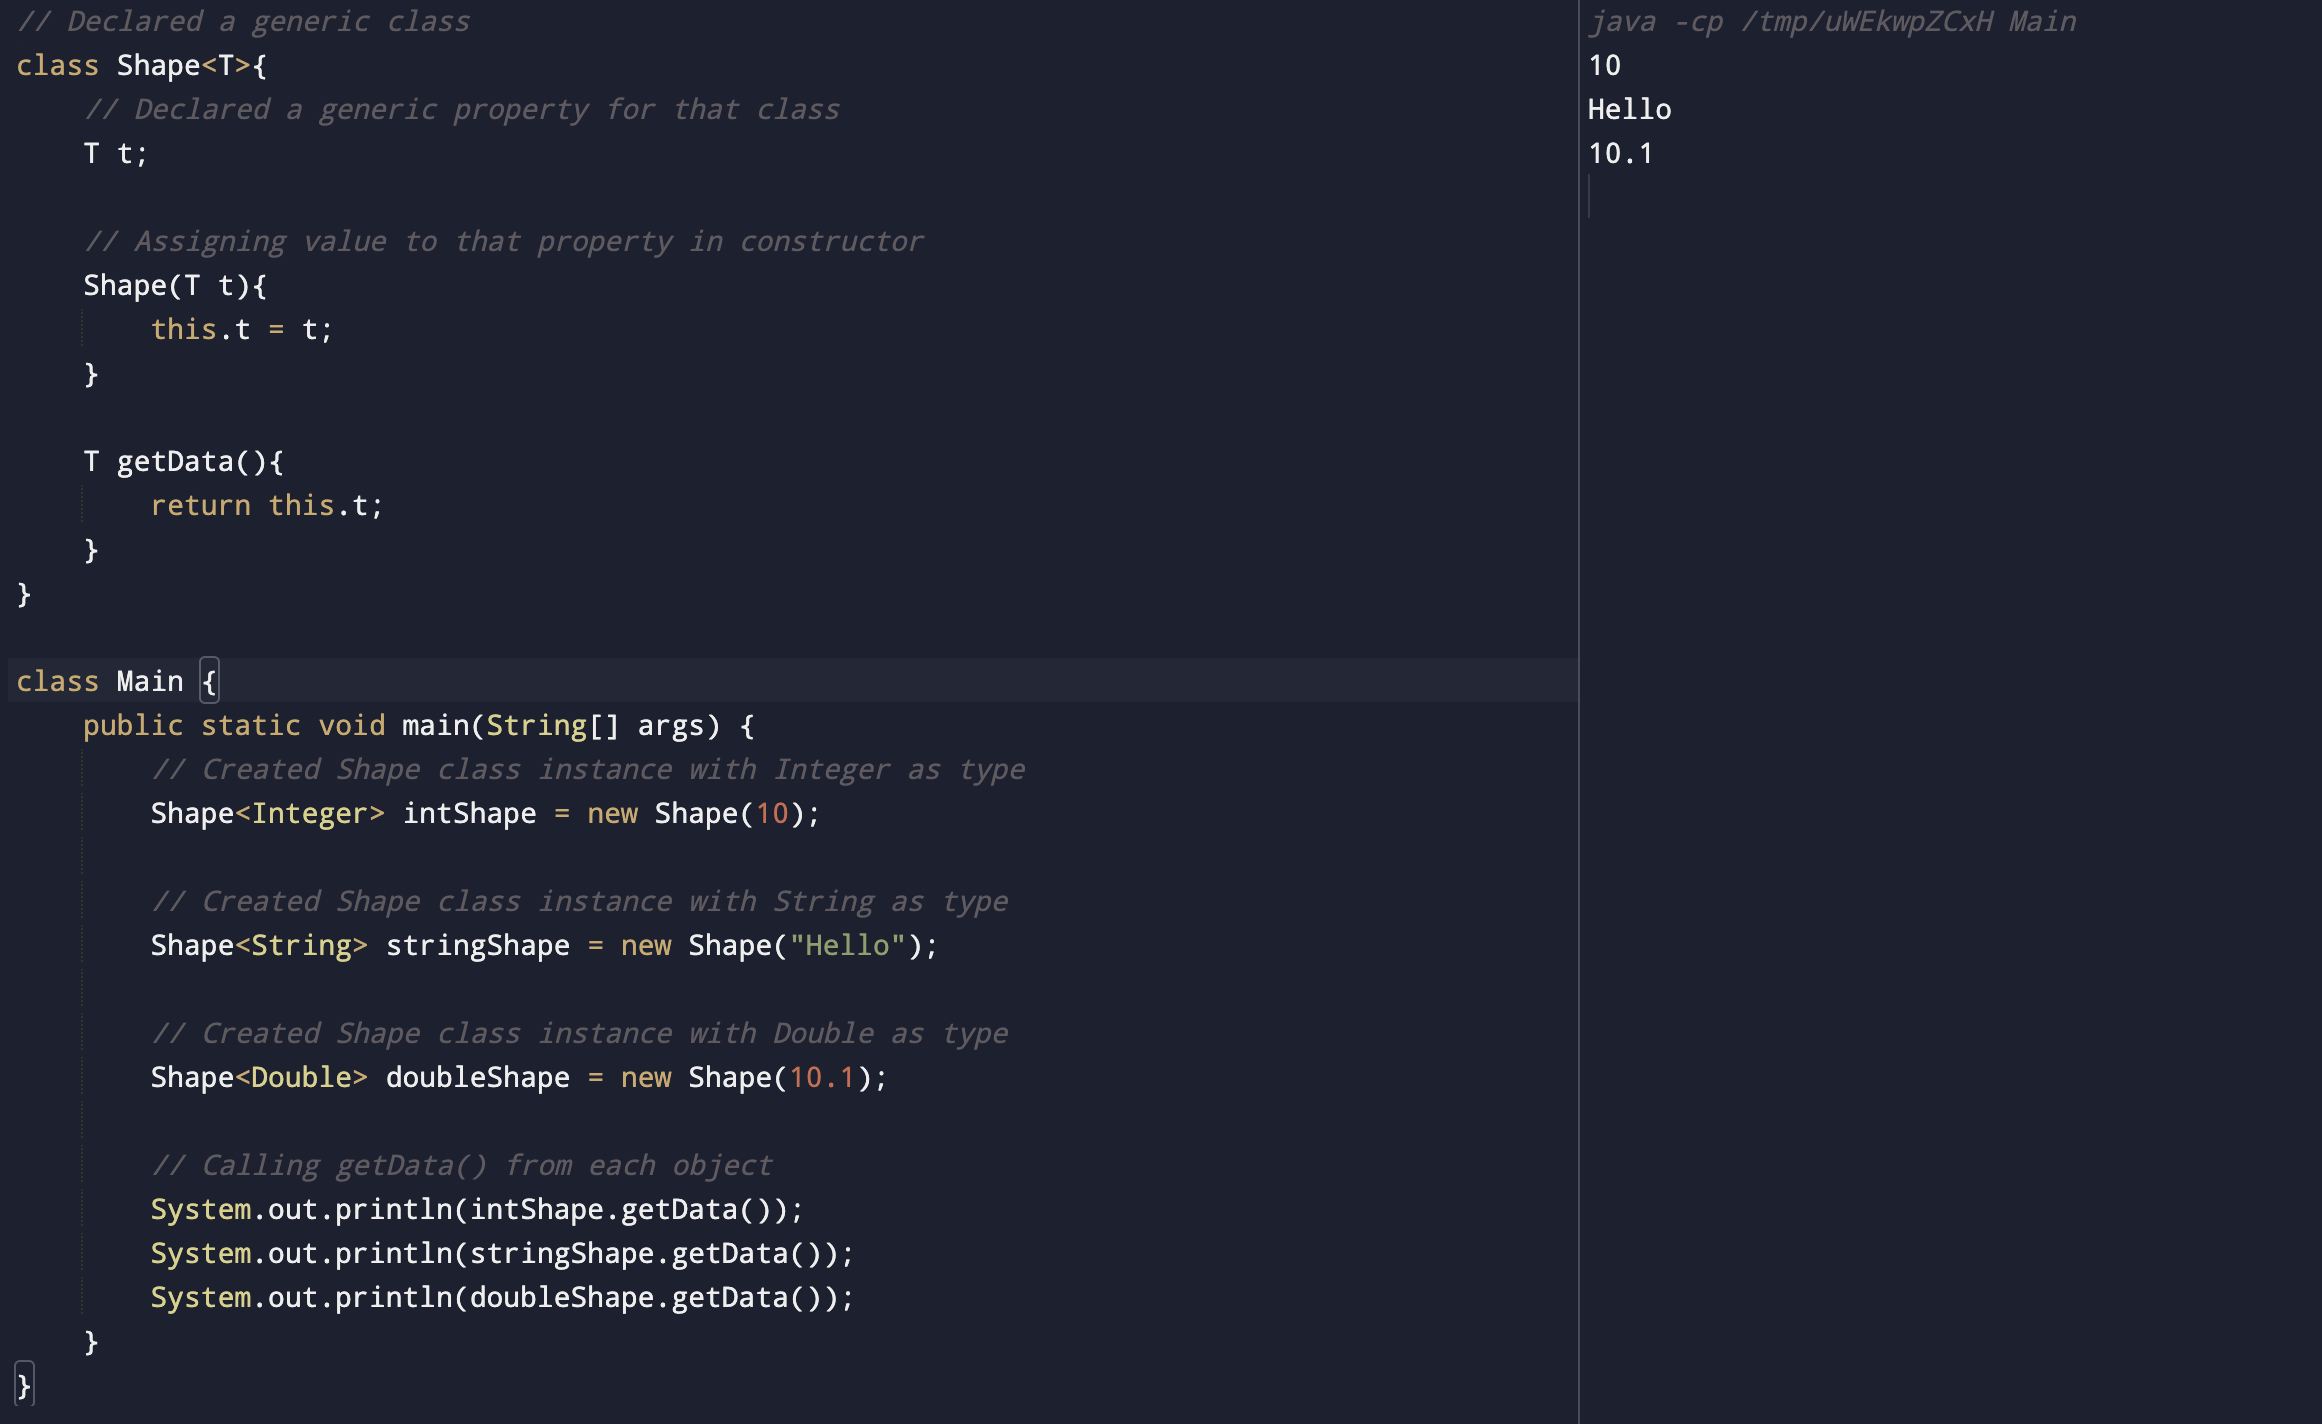 // Declared a generic class
class Shape<T>{
    // Declared a generic property for that class
    T t;

    // Assigning value to that property in constructor
    Shape(T t){
        this.t = t;
    }

    T getData(){
        return this.t;
    }
}

class Main {
    public static void main(String[] args) {
        // Created Shape class instance with Integer as type
        Shape<Integer> intShape = new Shape(10);

        // Created Shape class instance with String as type
        Shape<String> stringShape = new Shape("Hello");

        // Created Shape class instance with Double as type
        Shape<Double> doubleShape = new Shape(10.1);

        // Calling getData() from each object
        System.out.println(intShape.getData());
        System.out.println(stringShape.getData());
        System.out.println(doubleShape.getData());
    }
}
java -cp /tmp/uWEkwpZCxH Main
10
Hello
10.1